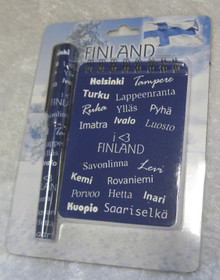 FINLAND
Helsinki Tampere
Turku Lappeenranta
Ruka Ylläs Pyhä
Imatra Ivalo Luosto
i <3
FINLAND
Savonlinna Levi
Kemi Rovaniemi
Porvoo Hetta Inari
Kuopio Saariselkä